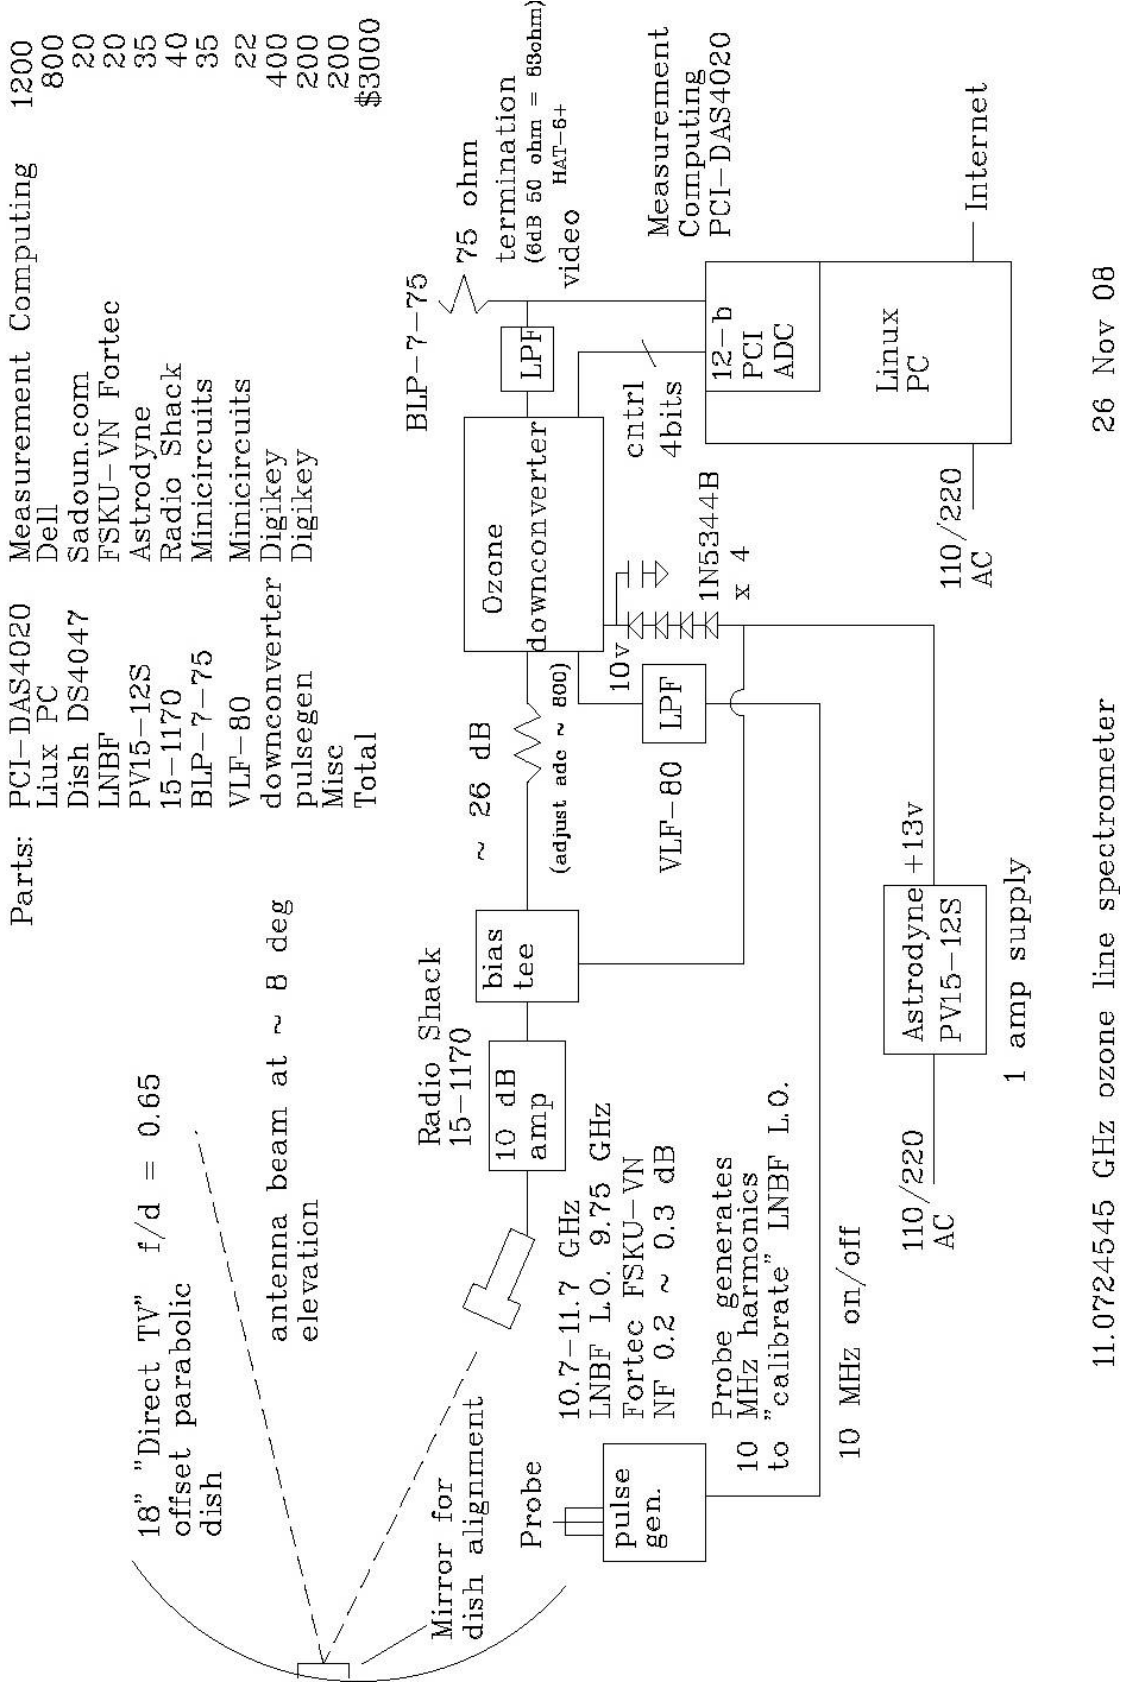 Parts: PCI-DAS4020 Measurement Computing 1200
Liux PC Dell 800
Dish DS4047 Sadoun.com 20
LNBF FSKU-VN Fortec 20
PV15-12S Astrodyne 35
15-1170 Radio Shack 40
BLP-7-75 Minicircuits 35
VLF-80 Minicircuits 22
downconverter Digikey 400
pulsegen Digikey 200
Misc 200
Total $3000
18" "Direct TV" f/d = 0.65
offset parabolic
dish
antenna beam at ~ 8 deg
elevation
Mirror for
dish alignment
Radio Shack
15-1170
10 dB
amp
bias
tee
~ 26 dB
(adjust adc ~ 800)
Ozone
downconverter
BLP-7-75
LPF
75 ohm
termination
(6dB 50 ohm = 83ohm)
HAT-6+
video
Measurement
Computing
PCI-DAS4020
cntrl
4bits
12-b
PCI
ADC
Linux
PC
Internet
110/220
AC
10v
1N5344B
x 4
LPF
VLF-80
10.7-11.7 GHz
LNBF L.O. 9.75 GHz
Fortec FSKU-VN
NF 0.2 ~ 0.3 dB
Probe
pulse
gen.
Probe generates
10 MHz harmonics
to "calibrate" LNBF L.O.
10 MHz on/off
110/220
AC
Astrodyne
PV15-12S
+13v
1 amp supply
11.0724545 GHz ozone line spectrometer
26 Nov 08